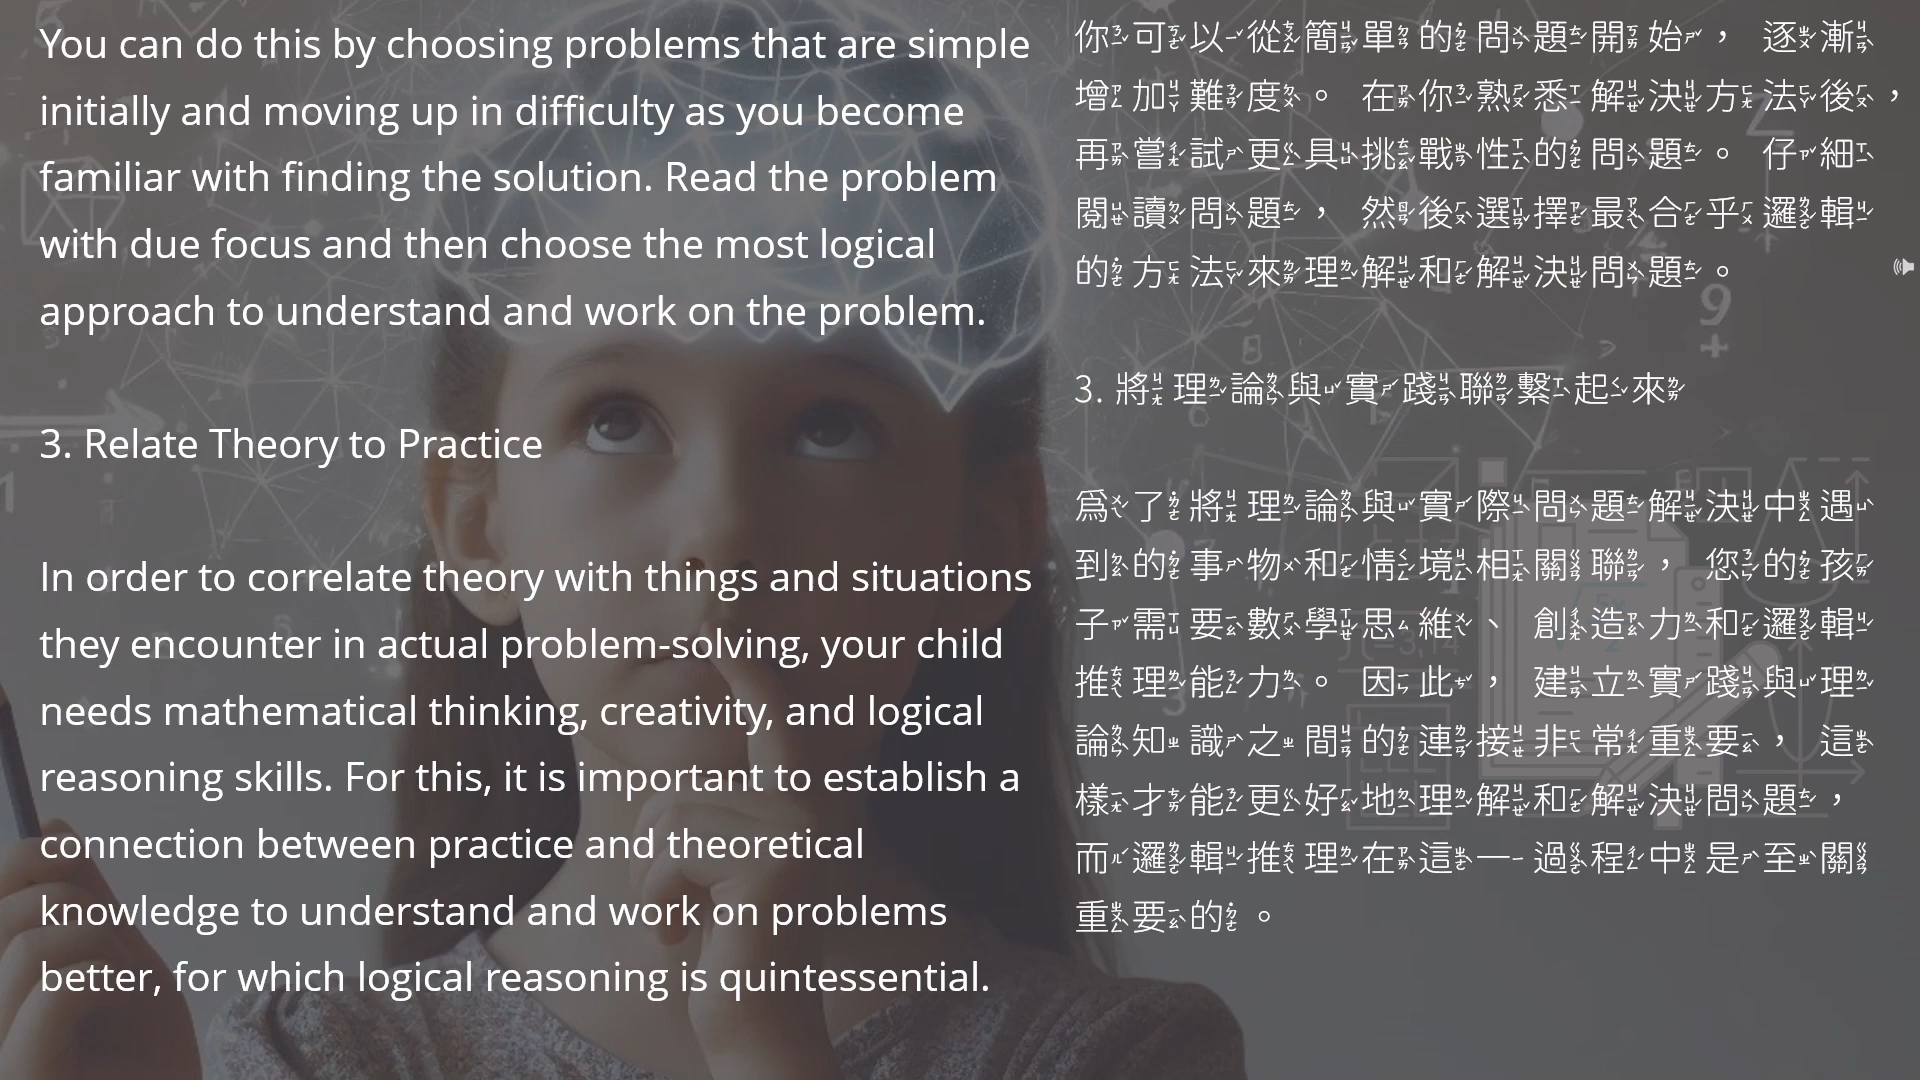 You can do this by choosing problems that are simple
initially and moving up in difficulty as you become
familiar with finding the solution. Read the problem
with due focus and then choose the most logical
approach to understand and work on the problem.
3. Relate Theory to Practice
In order to correlate theory with things and situations
they encounter in actual problem-solving, your child
needs mathematical thinking, creativity, and logical
reasoning skills. For this, it is important to establish a
connection between practice and theoretical
knowledge to understand and work on problems
better, for which logical reasoning is quintessential.
你可以從簡單的問題開始，逐漸
增加難度。在你熟悉解決方法後，
再嘗試更具挑戰性的問題。仔細
閱讀問題，然後選擇最合乎邏輯
的方法來理解和解決問題。
3. 將理論與實踐聯繫起來
爲了將理論與實際問題解決中遇
到的事物和情境相關聯，您的孩
子需要數學思維、創造力和邏輯
推理能力。因此，建立實踐與理
論知識之間的連接非常重要，這
樣才能更好地理解和解決問題，
而邏輯推理在這一過程中是至關
重要的。